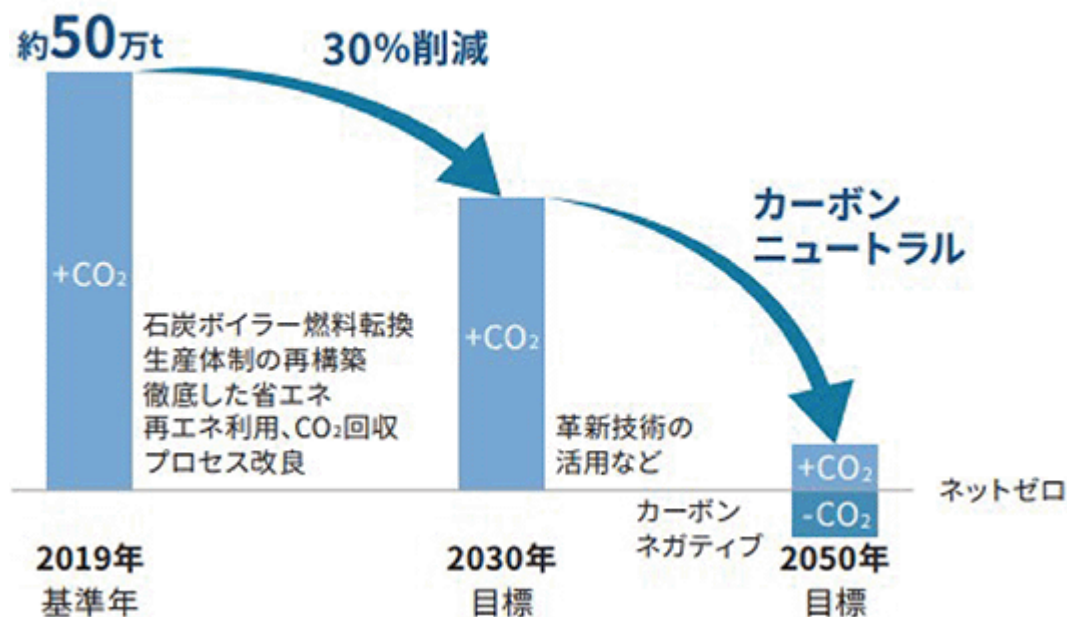 約50万t
30%削減
カーボン
ニュートラル
+CO₂
石炭ボイラー燃料転換
生産体制の再構築
徹底した省エネ
再エネ利用、CO₂回収
プロセス改良
+CO₂
革新技術の
活用など
+CO₂
-CO₂
ネットゼロ
カーボン
ネガティブ
2019年
基準年
2030年
目標
2050年
目標